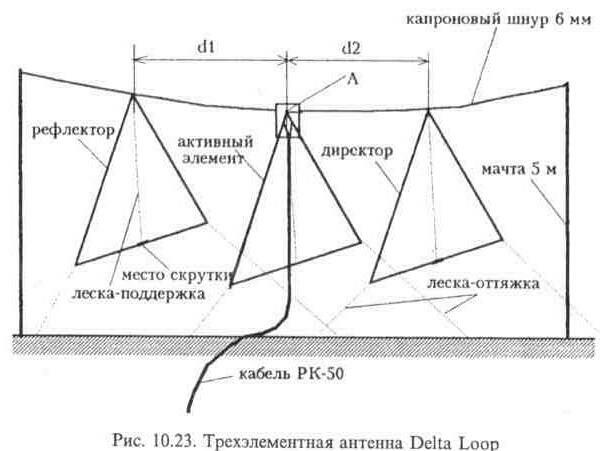 капроновый шнур 6 мм
d1
d2
А
рефлектор
активный
элемент
директор
мачта 5 м
место скрутки
леска-поддержка
леска-оттяжка
кабель РК-50
Рис. 10.23. Трехэлементная антенна Delta Loop